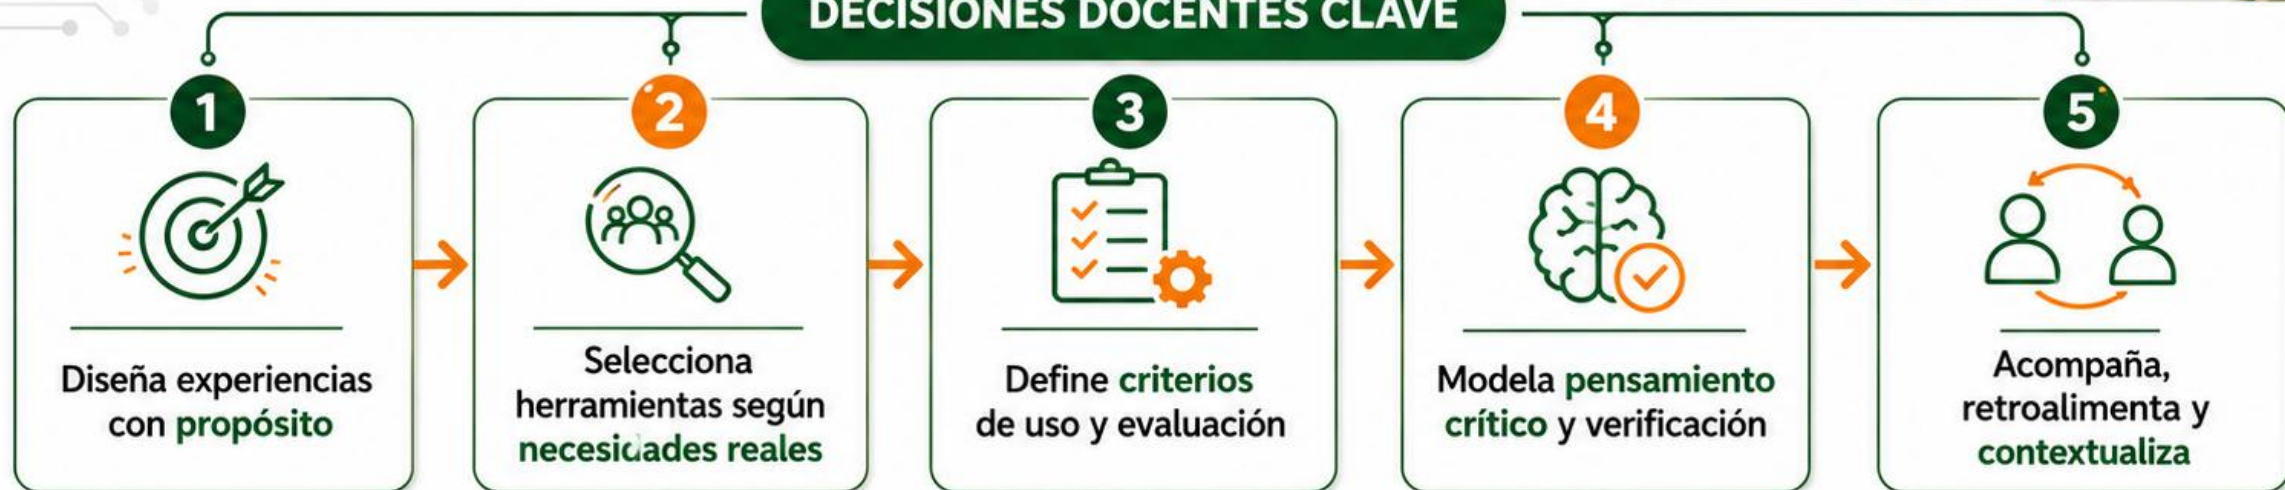 DECISIONES DOCENTES CLAVE
1
Diseña experiencias
con propósito
2
Selecciona
herramientas según
necesidades reales
3
Define criterios
de uso y evaluación
4
Modela pensamiento
crítico y verificación
5
Acompaña,
retroalimenta y
contextualiza